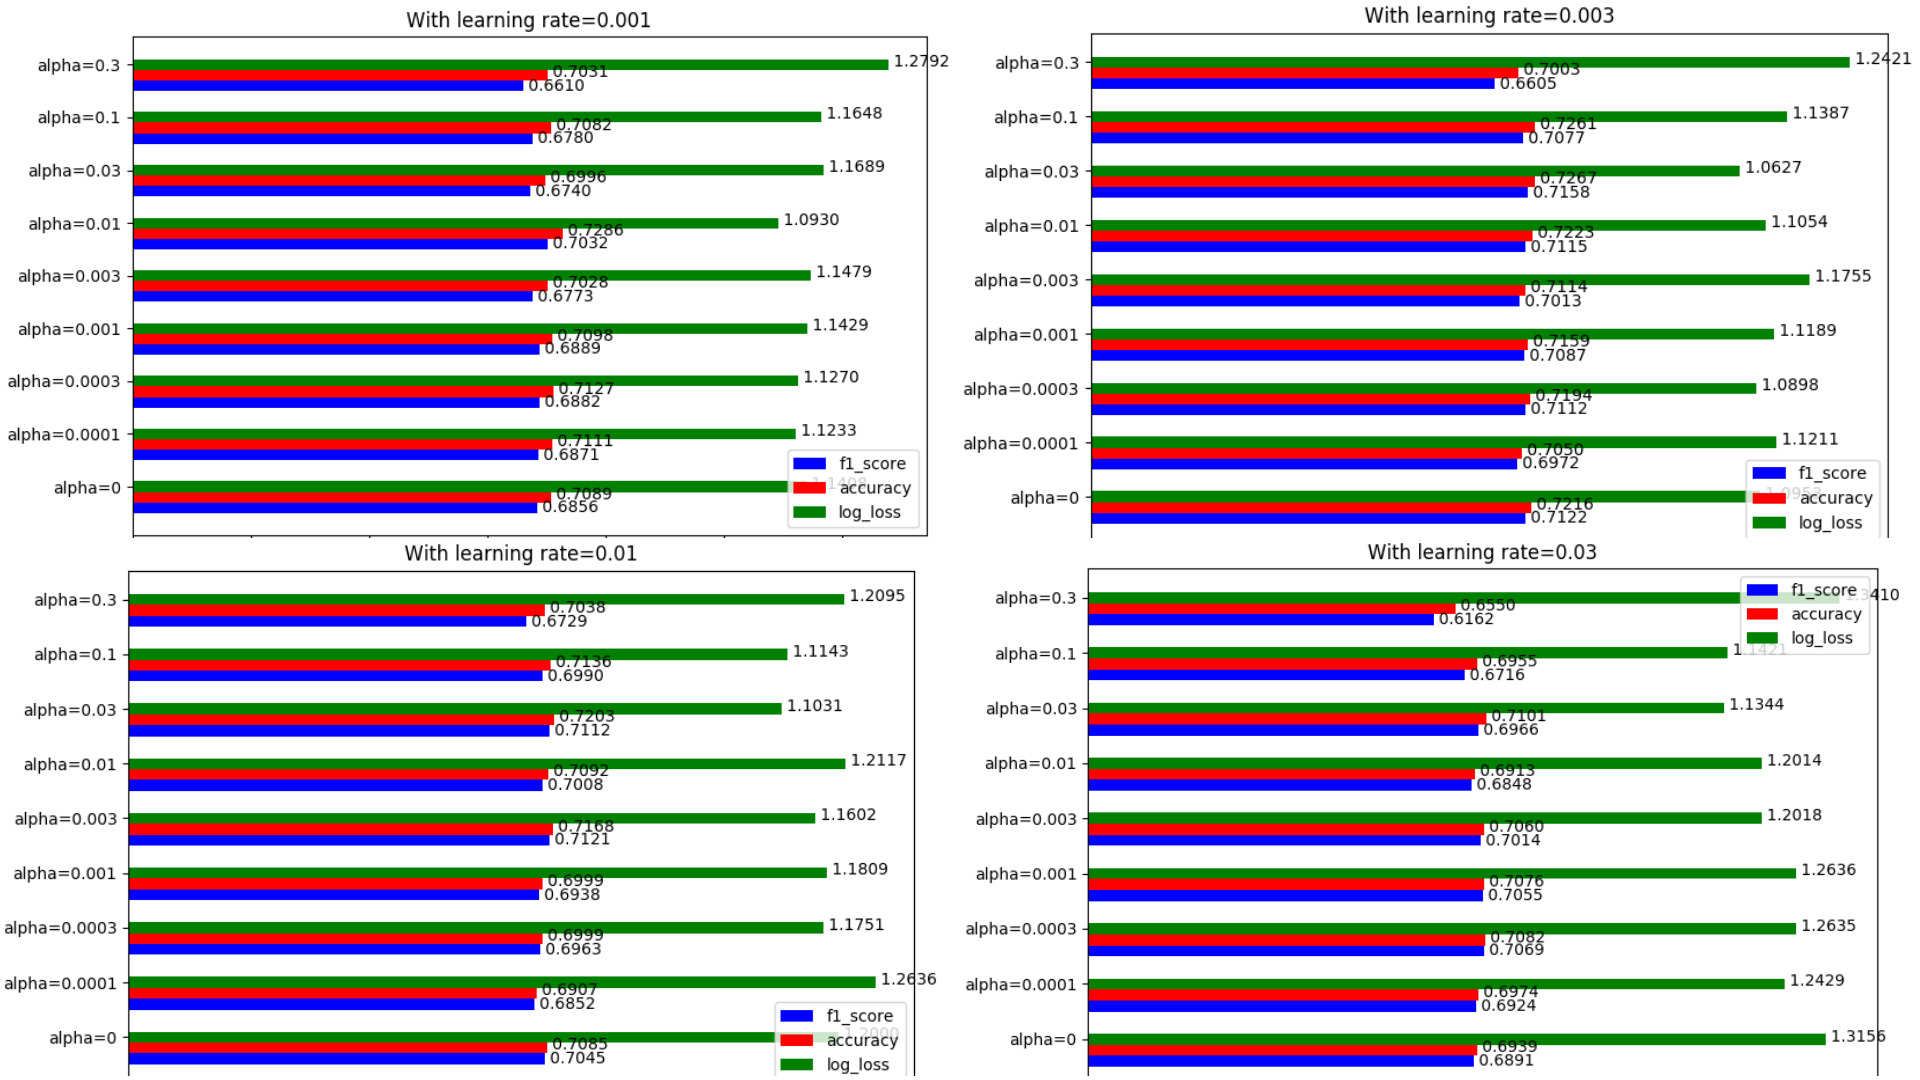 With learning rate=0.001
alpha=0.3
1.2792
0.7031
0.6610
alpha=0.1
1.1648
0.7082
0.6780
alpha=0.03
1.1689
0.6996
0.6740
alpha=0.01
1.0930
0.7286
0.7032
alpha=0.003
1.1479
0.7028
0.6773
alpha=0.001
1.1429
0.7098
0.6889
alpha=0.0003
1.1270
0.7127
0.6882
alpha=0.0001
1.1233
0.7111
0.6871
alpha=0
1.1408
0.7089
0.6856
f1_score
accuracy
log_loss
With learning rate=0.003
alpha=0.3
1.2421
0.7003
0.6605
alpha=0.1
1.1387
0.7261
0.7077
alpha=0.03
1.0627
0.7267
0.7158
alpha=0.01
1.1054
0.7223
0.7115
alpha=0.003
1.1755
0.7114
0.7013
alpha=0.001
1.1189
0.7159
0.7087
alpha=0.0003
1.0898
0.7194
0.7112
alpha=0.0001
1.1211
0.7050
0.6972
alpha=0
0.7216
0.7122
f1_score
accuracy
log_loss
With learning rate=0.01
alpha=0.3
1.2095
0.7038
0.6729
alpha=0.1
1.1143
0.7136
0.6990
alpha=0.03
1.1031
0.7203
0.7112
alpha=0.01
1.2117
0.7092
0.7008
alpha=0.003
1.1602
0.7168
0.7121
alpha=0.001
1.1809
0.6999
0.6938
alpha=0.0003
1.1751
0.6999
0.6963
alpha=0.0001
1.2636
0.6907
0.6852
alpha=0
1.2000
0.7085
0.7045
f1_score
accuracy
log_loss
With learning rate=0.03
alpha=0.3
1.3410
0.6550
0.6162
alpha=0.1
1.1421
0.6955
0.6716
alpha=0.03
1.1344
0.7101
0.6966
alpha=0.01
1.2014
0.6913
0.6848
alpha=0.003
1.2018
0.7060
0.7014
alpha=0.001
1.2636
0.7076
0.7055
alpha=0.0003
1.2635
0.7082
0.7069
alpha=0.0001
1.2429
0.6974
0.6924
alpha=0
1.3156
0.6939
0.6891
f1_score
accuracy
log_loss